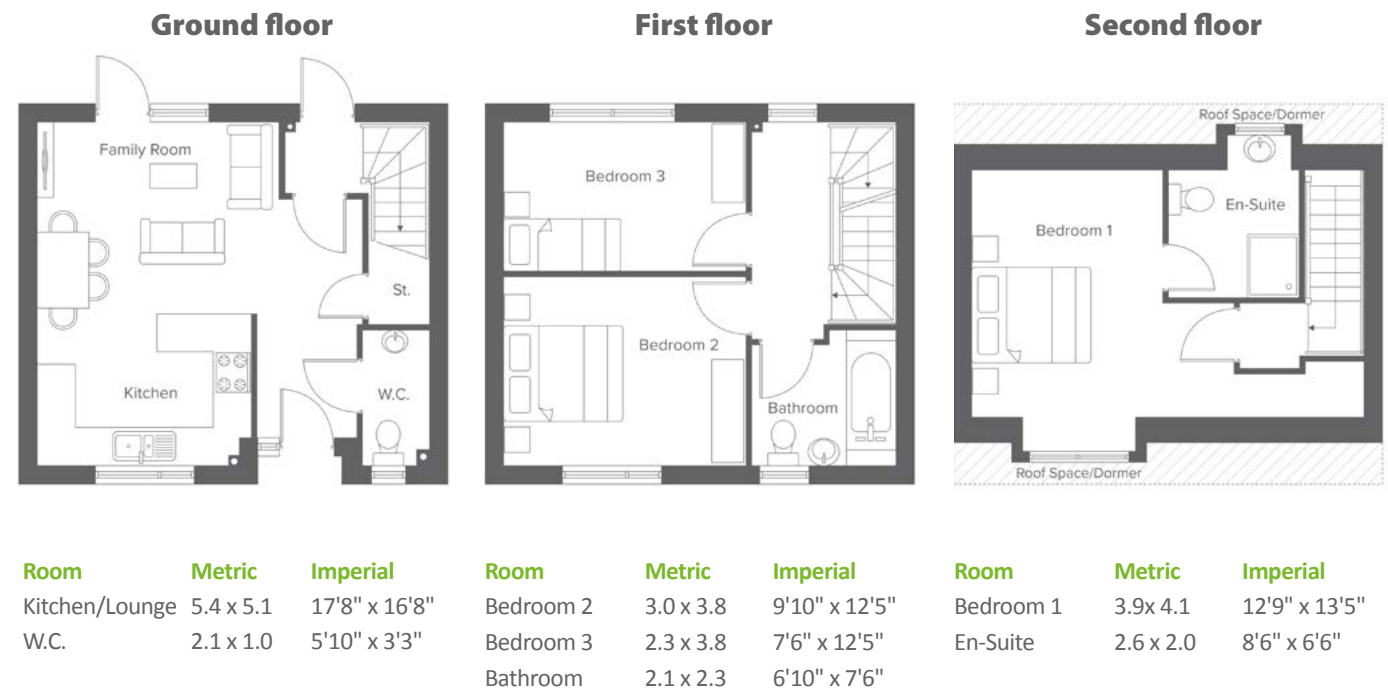 Ground floor
Family Room
St.
Kitchen
W.C.
Room Metric Imperial
Kitchen/Lounge 5.4 x 5.1 17'8" x 16'8"
W.C. 2.1 x 1.0 5'10" x 3'3"
First floor
Bedroom 3
Bedroom 2
Bathroom
Room Metric Imperial
Bedroom 2 3.0 x 3.8 9'10" x 12'5"
Bedroom 3 2.3 x 3.8 7'6" x 12'5"
Bathroom 2.1 x 2.3 6'10" x 7'6"
Second floor
Roof Space/Dormer
En-Suite
Bedroom 1
Roof Space/Dormer
Room Metric Imperial
Bedroom 1 3.9x 4.1 12'9" x 13'5"
En-Suite 2.6 x 2.0 8'6" x 6'6"